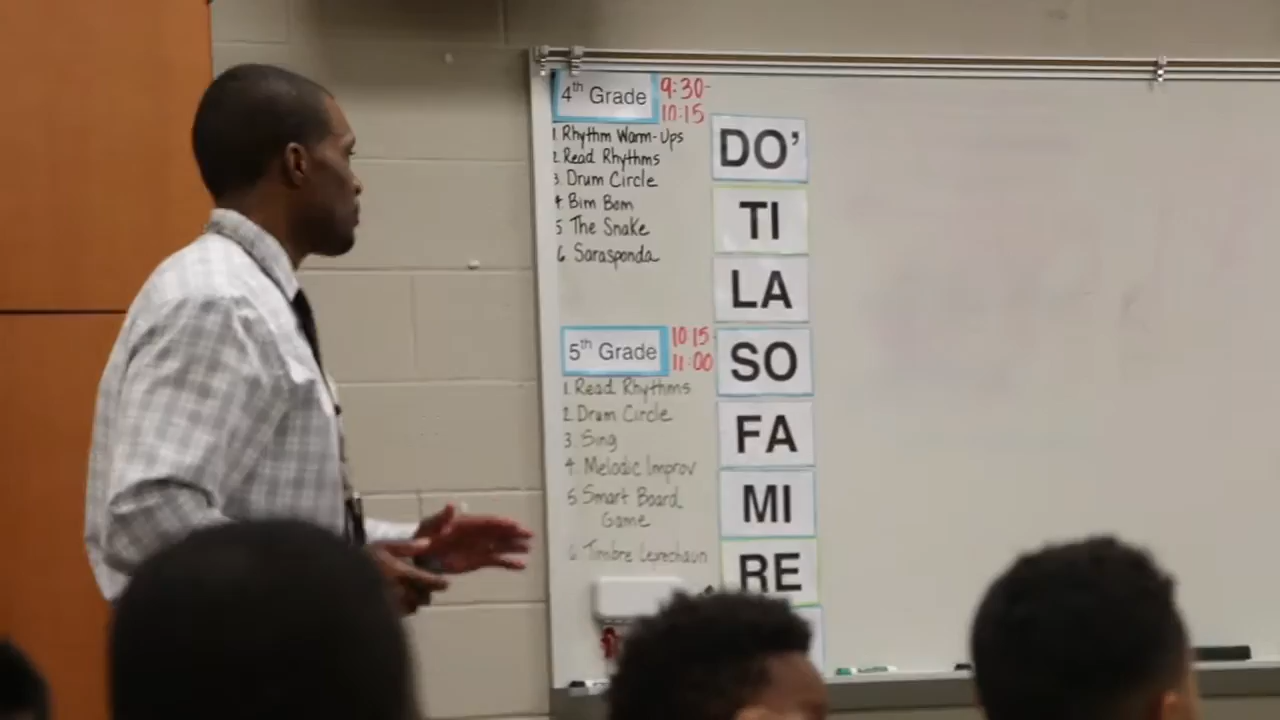 4th Grade 9:30-
10:15
1. Rhythm Warm-Ups
2. Read Rhythms
3. Drum Circle
4 Bim Bom
5 The Snake
6 Sarasponda
5th Grade 10 15-
11:00
1. Read Rhythms
2. Drum Circle
3 Sing
4. Melodic Improv
5. Smart Board
Game
6 Timbre Leprechaun
DO’
TI
LA
SO
FA
MI
RE